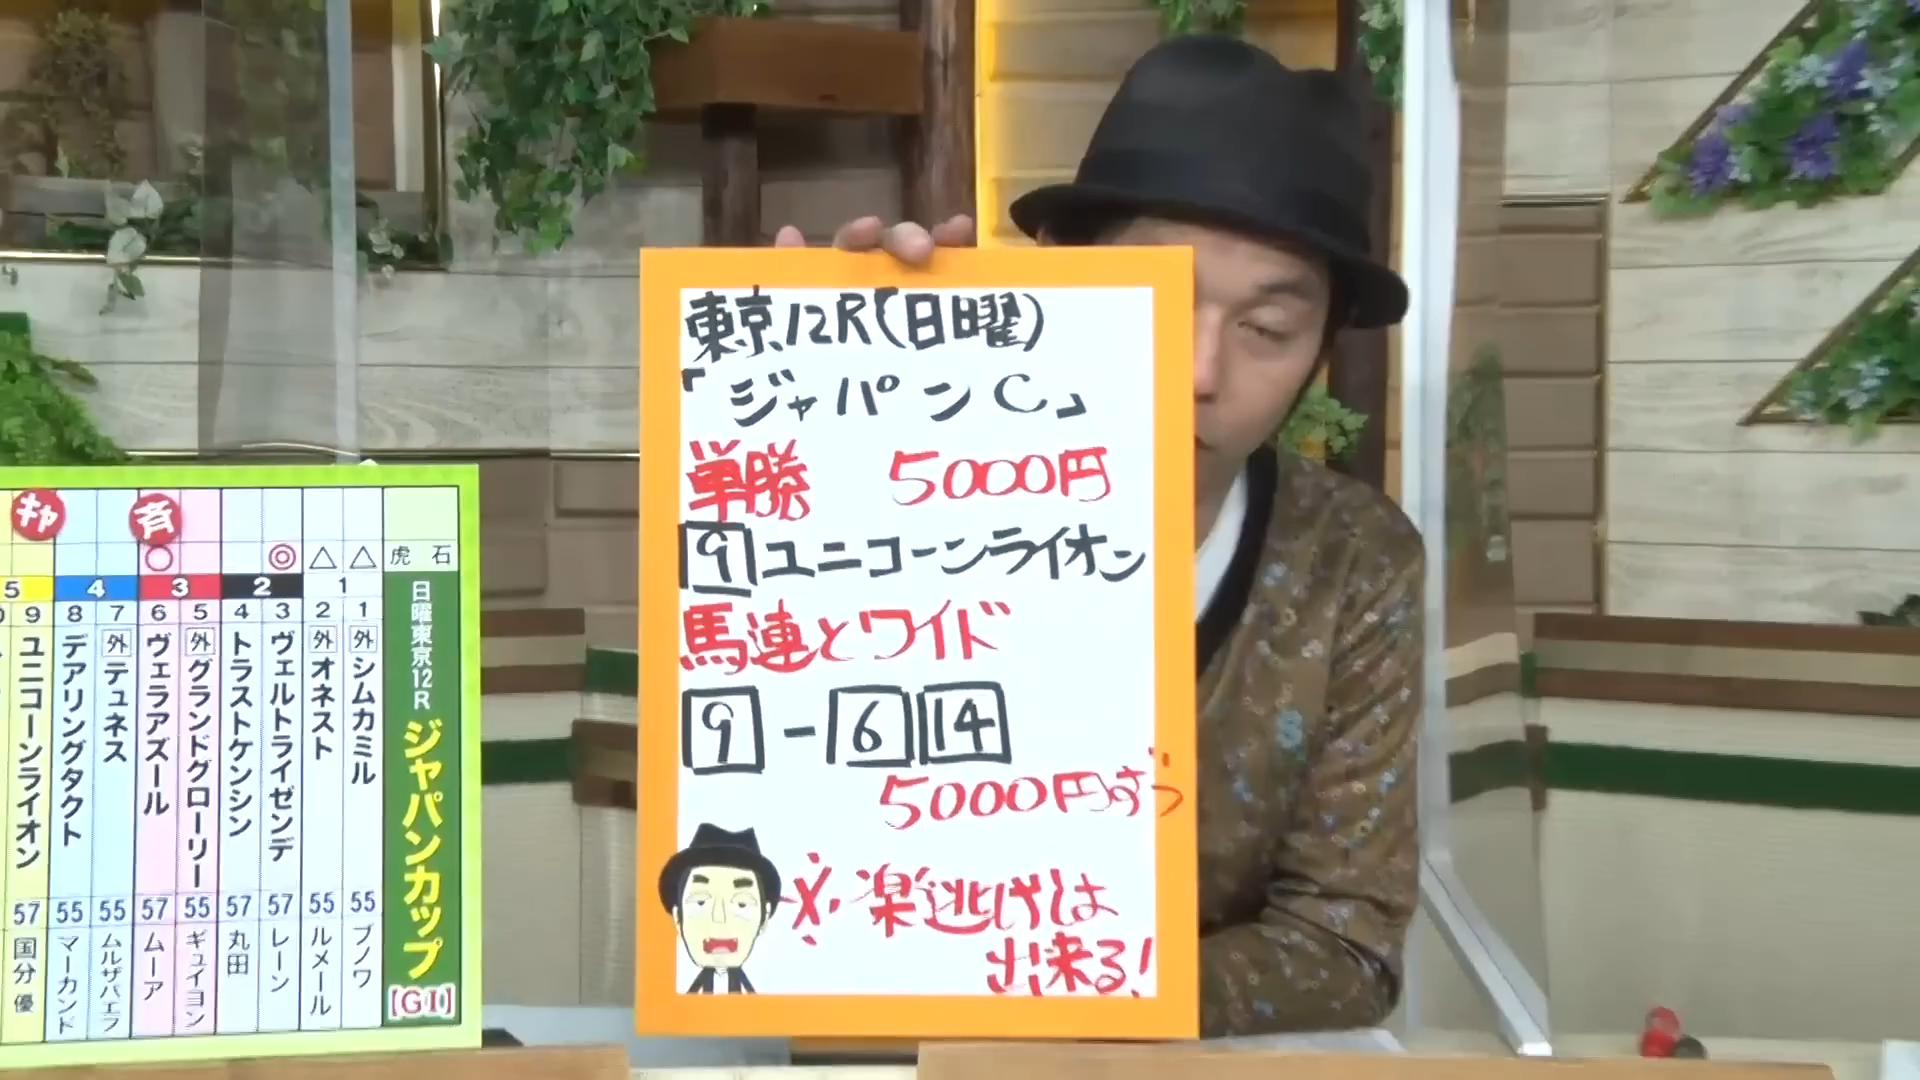 東京12R(日曜)
「ジャパンC」
単勝 5000円
9 ユニコーンライオン
馬連とワイド
9 - 6 14
5000円ずつ
※楽逃げは
出来る!
キャ 斉
○ ◎ △ △ 虎石
5 4 3 2 1
日曜東京12R
ジャパンカップ
[GI]
1 外 シムカミル 55 ブノワ
2 外 オネスト 55 ルメール
3 ヴェルトライゼンデ 57 レーン
4 トラストケンシン 57 丸田
5 外 グランドグローリー 55 ギュイヨン
6 ヴェラアズール 57 ムーア
7 外 テュネス 55 ムルザバエフ
8 デアリングタクト 55 マーカンド
9 ユニコーンライオン 57 国分優